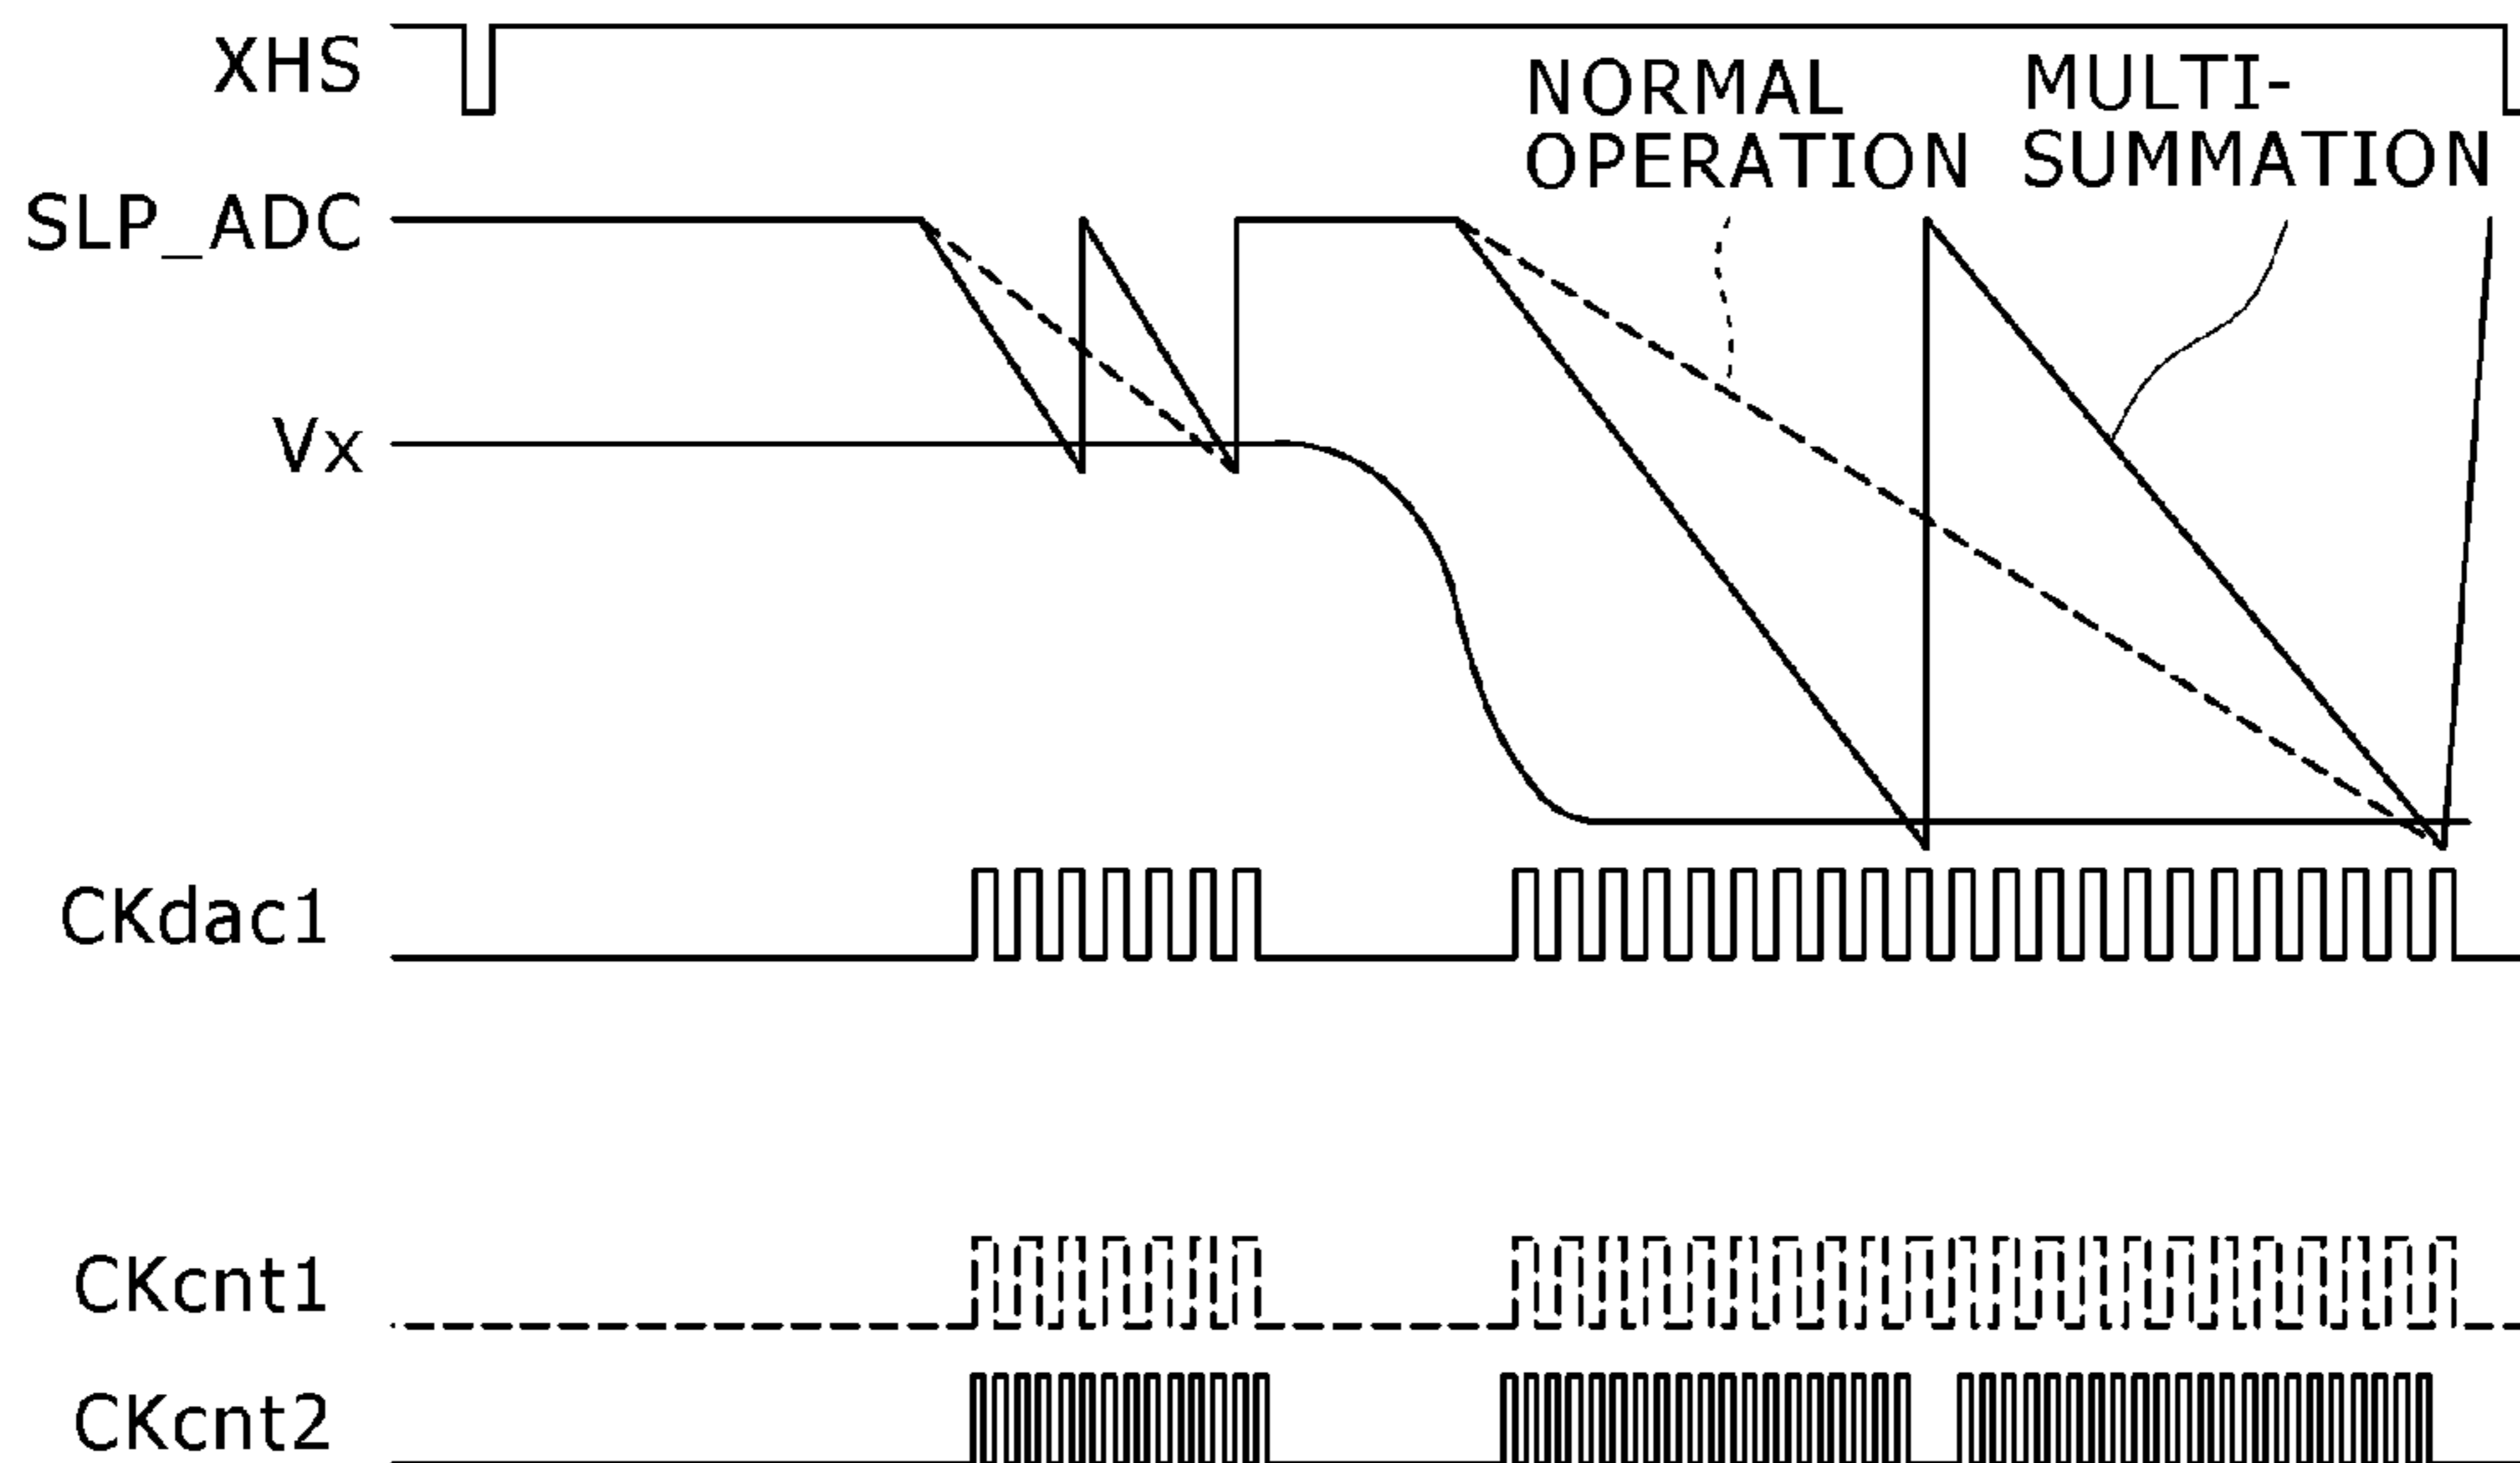 XHS
NORMAL
OPERATION
MULTI-
SUMMATION
SLP_ADC
Vx
CKdac1
CKcnt1
CKcnt2